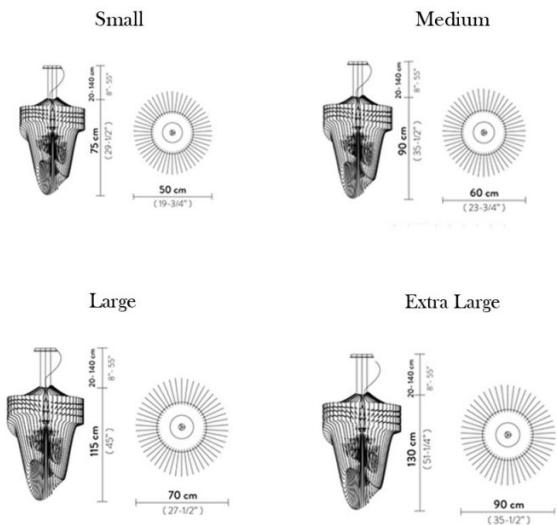 Small
20-140 cm
8"- 55"
75 cm
(29-1/2")
50 cm
(19-3/4")
Medium
20-140 cm
8"- 55"
90 cm
(35-1/2")
60 cm
(23-3/4")
Large
20-140 cm
8"- 55"
115 cm
(45")
70 cm
(27-1/2")
Extra Large
20-140 cm
8"- 55"
130 cm
(51-1/4")
90 cm
(35-1/2")